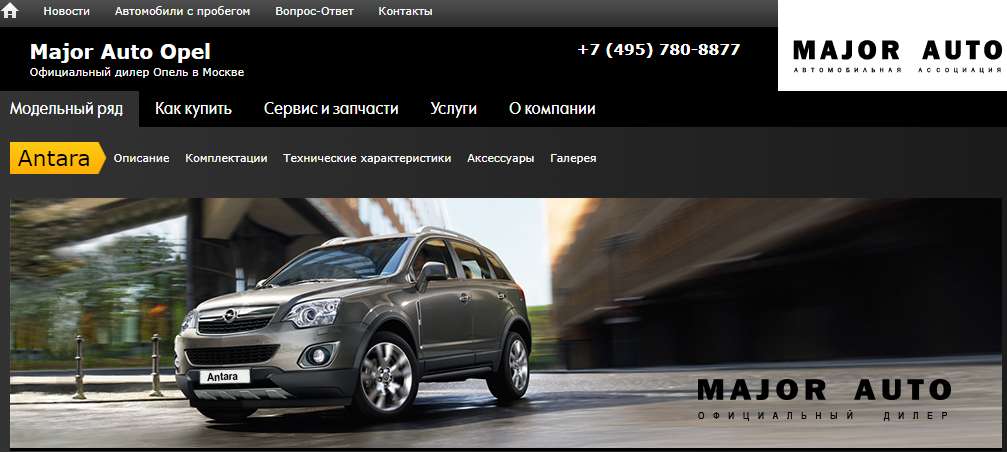 Новости Автомобили с пробегом Вопрос-Ответ Контакты
Major Auto Opel +7 (495) 780-8877
Официальный дилер Опель в Москве
MAJOR AUTO
АВТОМОБИЛЬНАЯ АССОЦИАЦИЯ
Модельный ряд Как купить Сервис и запчасти Услуги О компании
Antara Описание Комплектации Технические характеристики Аксессуары Галерея
Antara
MAJOR AUTO
ОФИЦИАЛЬНЫЙ ДИЛЕР